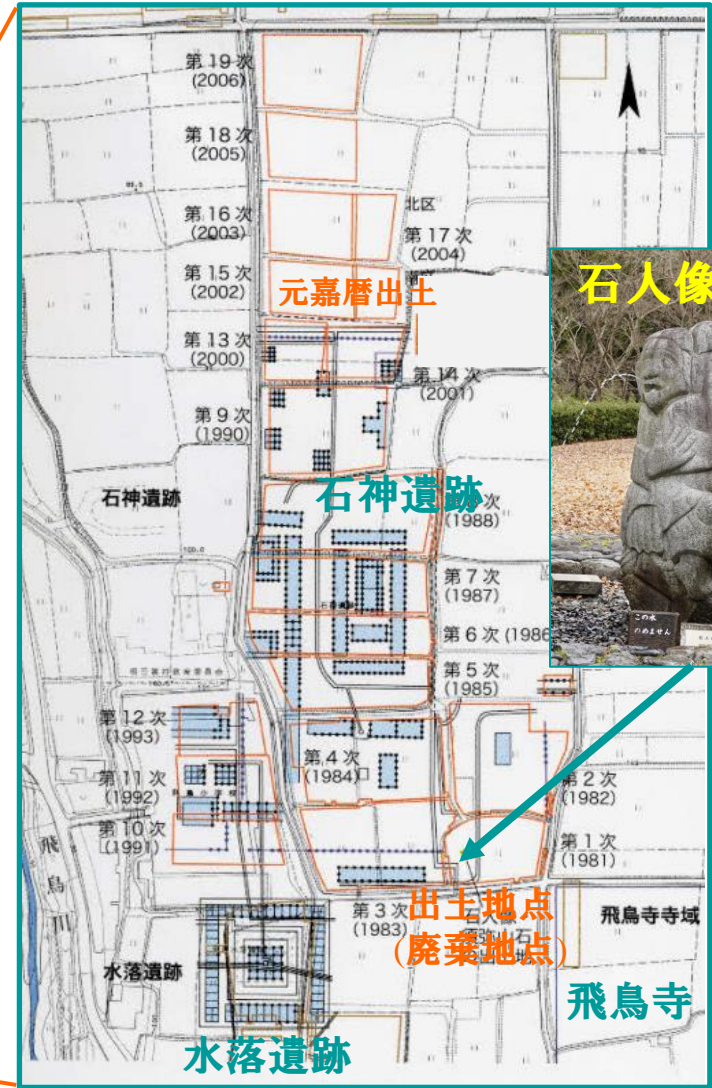 第19次
(2006)
第18次
(2005)
第16次
(2003)
北区
第17次
(2004)
第15次
(2002)
元嘉暦出土
石人像
第13次
(2000)
第14次
(2001)
第9次
(1990)
石神遺跡
石神遺跡
(1988)
第7次
(1987)
第6次 (1986
第5次
(1985)
この水
のめません
第12次
(1993)
第4次
(1984)
第11次
(1992)
第2次
(1982)
第10次
(1991)
第1次
(1981)
飛鳥川
第3次
(1983)
出土地点
(廃棄地点)
飛鳥寺寺域
水落遺跡
飛鳥寺
水落遺跡